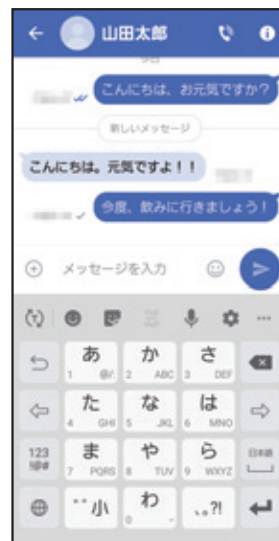 山田太郎
こんにちは、お元気ですか?
新しいメッセージ
こんにちは。元気ですよ!!
今度、飲みに行きましょう!
メッセージを入力
あ か さ
1 @/: 2 ABC 3 DEF
た な は
4 GHI 5 JKL 6 MNO
123 ま や ら 日本語
!@# 7 PQRS 8 TUV 9 WXYZ
゛゜小 わ 、。?!
0